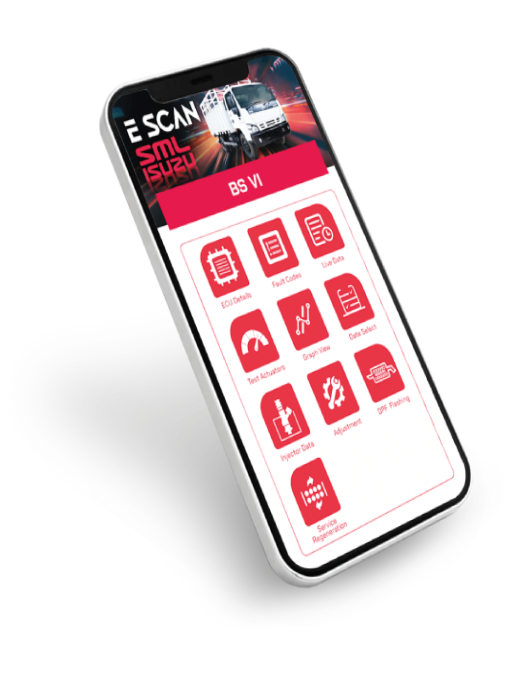 E SCAN
SML
ISUZU
BS VI
ECU Details
Fault Codes
Live Data
Test Actuators
Graph View
Data Select
Injector Data
Adjustment
DPF Flashing
Service
Regeneration